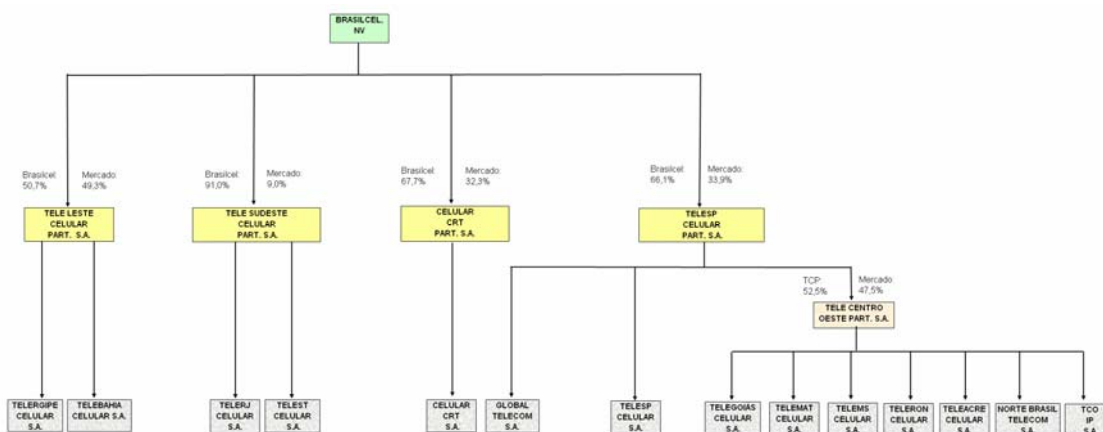 BRASILCEL,
NV
Brasilcel:
50,7%
Mercado:
49,3%
Brasilcel:
91,0%
Mercado:
9,0%
Brasilcel:
67,7%
Mercado:
32,3%
Brasilcel:
66,1%
Mercado:
33,9%
TELE LESTE
CELULAR
PART. S.A.
TELE SUDESTE
CELULAR
PART. S.A.
CELULAR
CRT
PART. S.A.
TELESP
CELULAR
PART. S.A.
TCP:
52,5%
Mercado:
47,5%
TELE CENTRO
OESTE PART. S.A.
TELERGIPE
CELULAR
S.A.
TELEBAHIA
CELULAR S.A.
TELERJ
CELULAR
S.A.
TELEST
CELULAR
S.A.
CELULAR
CRT
S.A.
GLOBAL
TELECOM
S.A.
TELESP
CELULAR
S.A.
TELEGOIÁS
CELULAR
S.A.
TELEMAT
CELULAR
S.A.
TELEMS
CELULAR
S.A.
TELERON
CELULAR
S.A.
TELEACRE
CELULAR
S.A.
NORTE BRASIL
TELECOM
S.A.
TCO
IP
S.A.